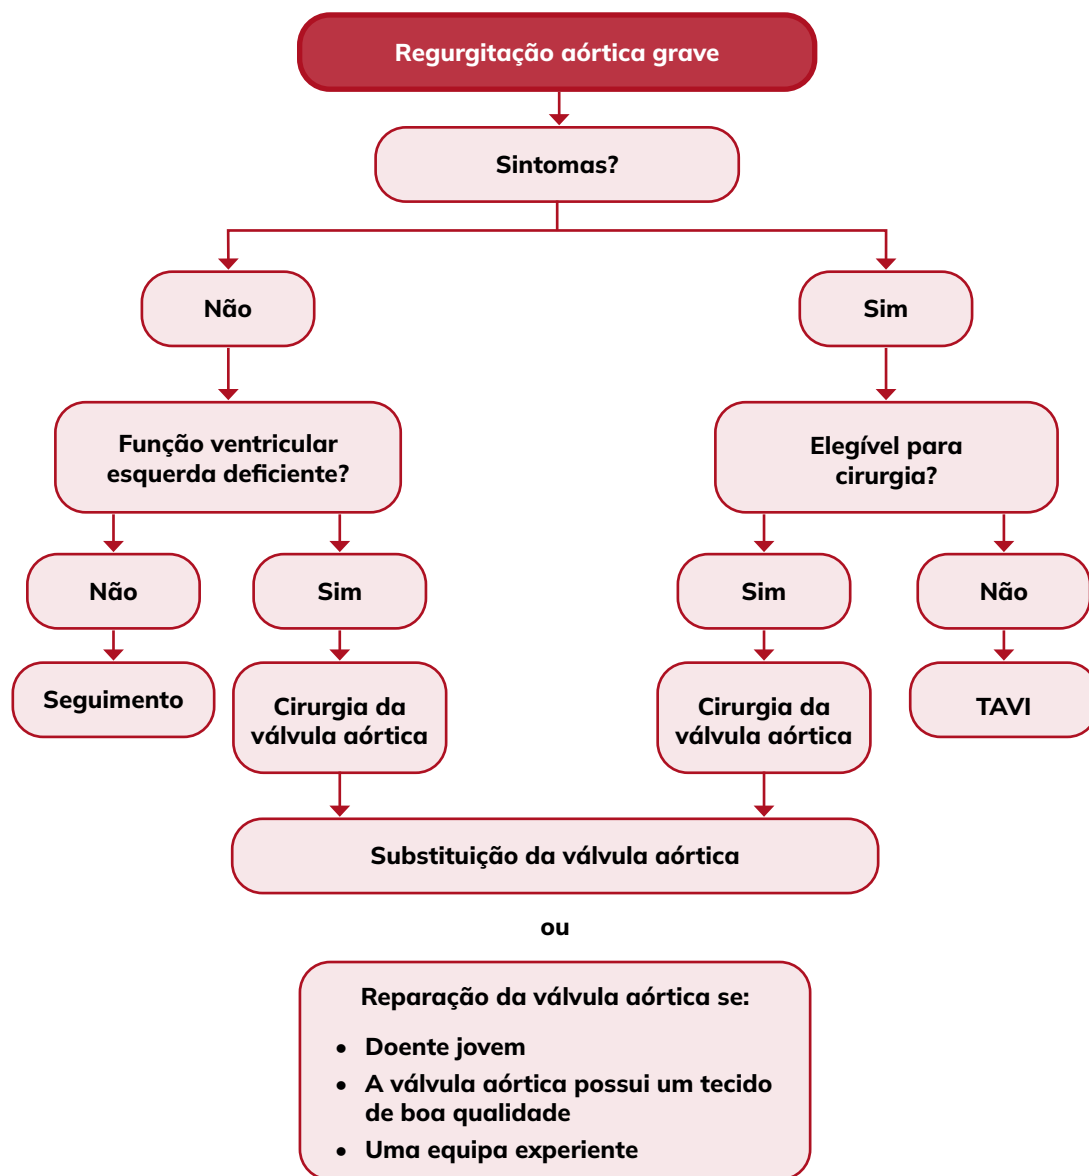 Regurgitação aórtica grave
Sintomas?
Não
Sim
Função ventricular
esquerda deficiente?
Elegível para
cirurgia?
Não
Sim
Sim
Não
Seguimento
Cirurgia da
válvula aórtica
Cirurgia da
válvula aórtica
TAVI
Substituição da válvula aórtica
ou
Reparação da válvula aórtica se:
• Doente jovem
• A válvula aórtica possui um tecido
de boa qualidade
• Uma equipa experiente